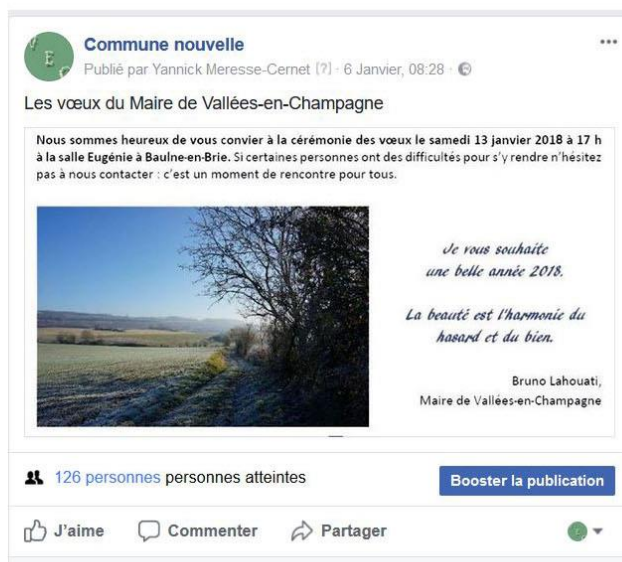 V E C
Commune nouvelle
Publié par Yannick Meresse-Cernet [?] · 6 Janvier, 08:28 ·
Les vœux du Maire de Vallées-en-Champagne
Nous sommes heureux de vous convier à la cérémonie des vœux le samedi 13 janvier 2018 à 17 h
à la salle Eugénie à Baulne-en-Brie. Si certaines personnes ont des difficultés pour s’y rendre n’hésitez
pas à nous contacter : c’est un moment de rencontre pour tous.
Je vous souhaite
une belle année 2018.
La beauté est l’harmonie du
hasard et du bien.
Bruno Lahouati,
Maire de Vallées-en-Champagne
126 personnes personnes atteintes
Booster la publication
J’aime
Commenter
Partager